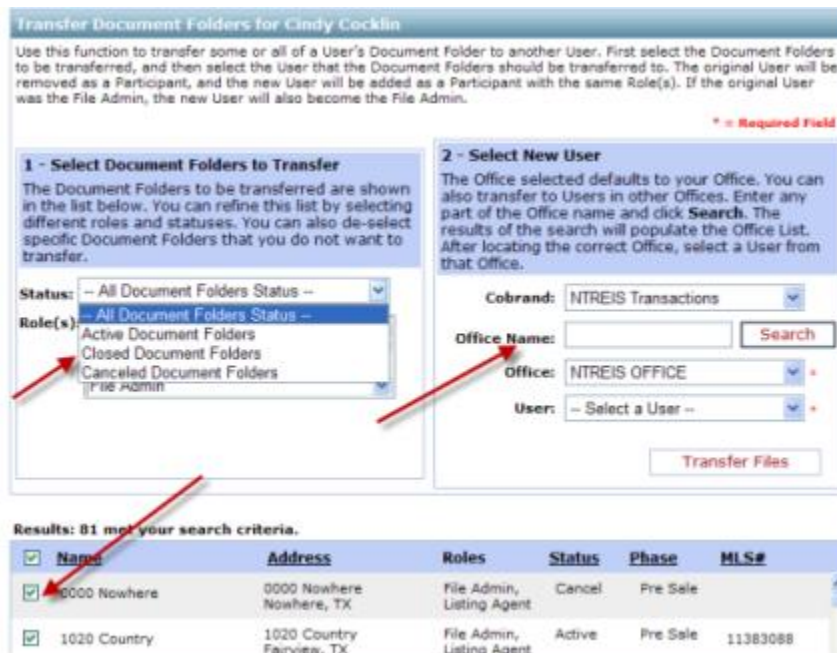 Transfer Document Folders for Cindy Cocklin
Use this function to transfer some or all of a User's Document Folder to another User. First select the Document Folders
to be transferred, and then select the User that the Document Folders should be transferred to. The original User will be
removed as a Participant, and the new User will be added as a Participant with the same Role(s). If the original User
was the File Admin, the new User will also become the File Admin.
* = Required Field
1 - Select Document Folders to Transfer
The Document Folders to be transferred are shown
in the list below. You can refine this list by selecting
different roles and statuses. You can also de-select
specific Document Folders that you do not want to
transfer.
Status: -- All Document Folders Status --
-- All Document Folders Status --
Role(s):
Active Document Folders
Closed Document Folders
Canceled Document Folders
File Admin
2 - Select New User
The Office selected defaults to your Office. You can
also transfer to Users in other Offices. Enter any
part of the Office name and click Search. The
results of the search will populate the Office List.
After locating the correct Office, select a User from
that Office.
Cobrand: NTREIS Transactions
Office Name: Search
Office: NTREIS OFFICE *
User: -- Select a User -- *
Transfer Files
Results: 81 met your search criteria.
Name Address Roles Status Phase MLS#
0000 Nowhere 0000 Nowhere File Admin, Cancel Pre Sale
Nowhere, TX Listing Agent
1020 Country 1020 Country File Admin, Active Pre Sale 11383088
Fairview, TX Listing Agent